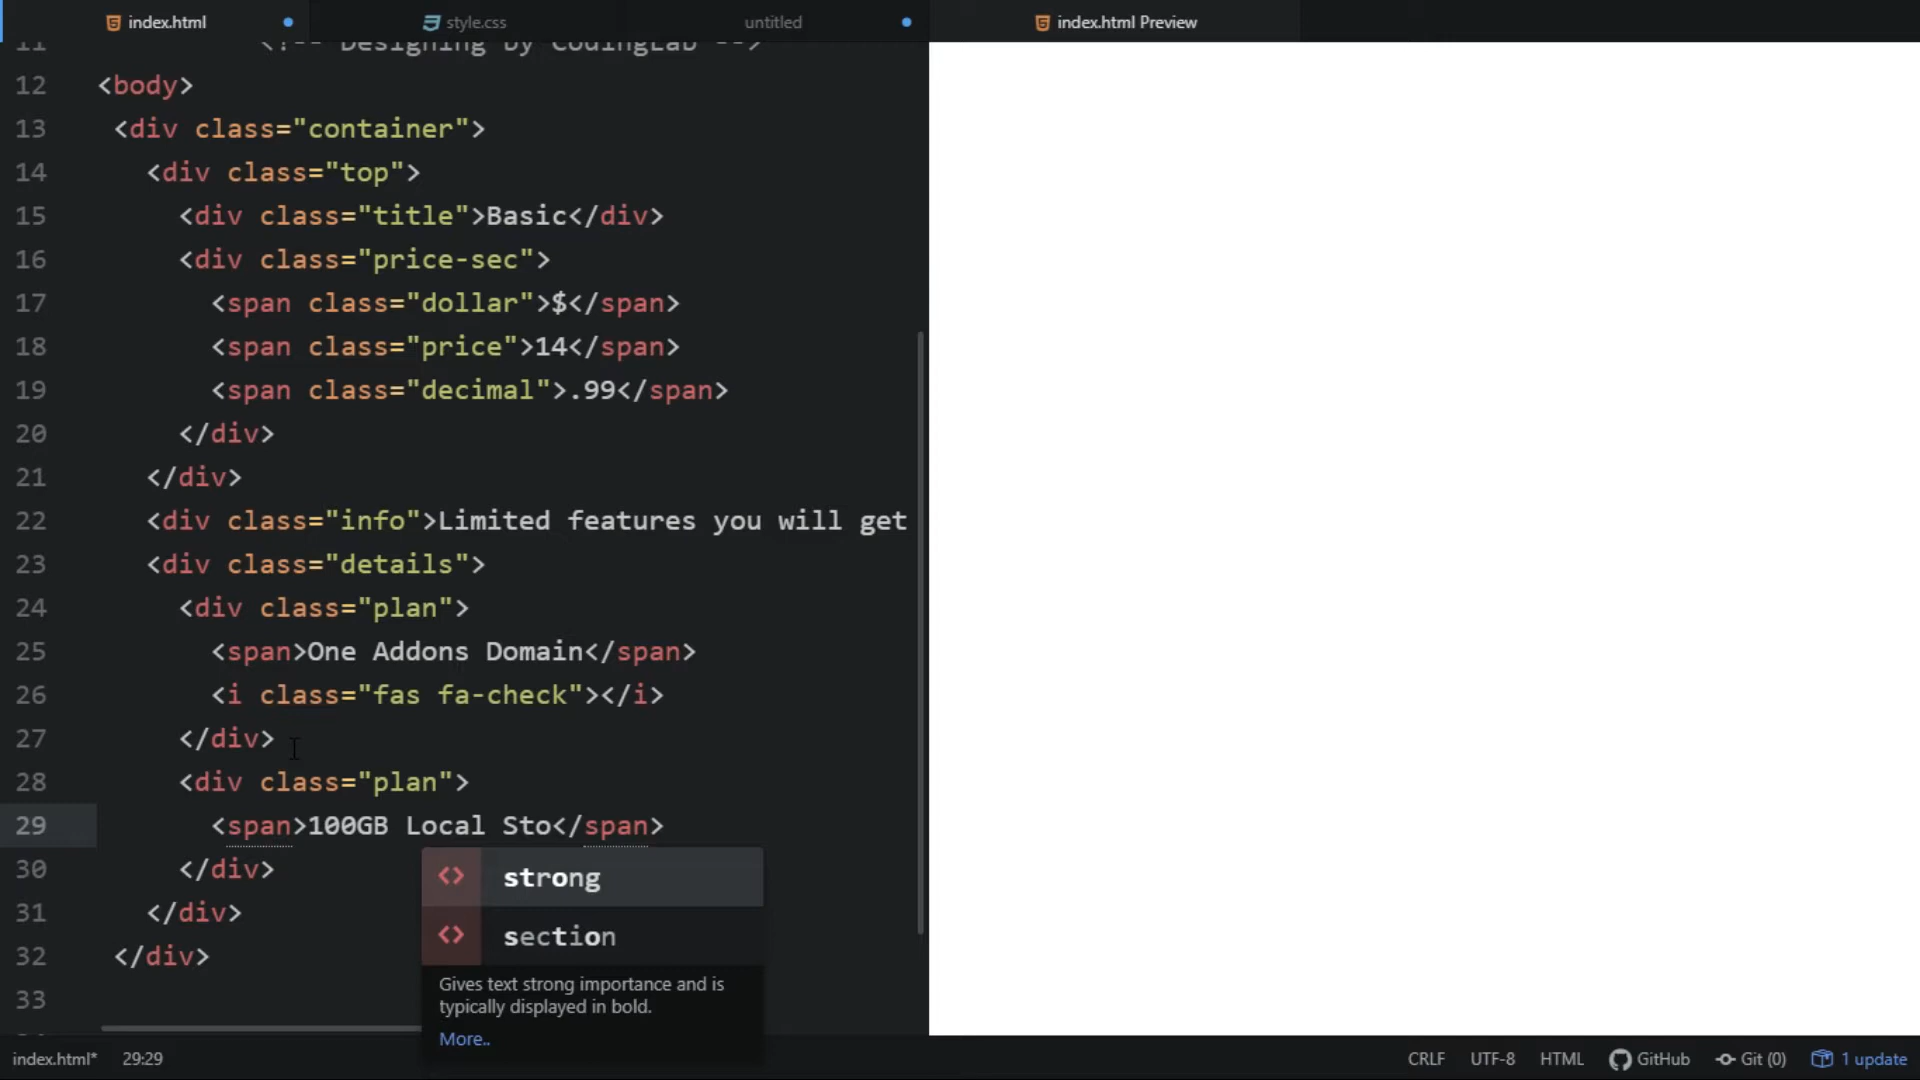 index.html
style.css
untitled
index.html Preview
11 <!-- Designing by CodingLab -->
12 <body>
13 <div class="container">
14 <div class="top">
15 <div class="title">Basic</div>
16 <div class="price-sec">
17 <span class="dollar">$</span>
18 <span class="price">14</span>
19 <span class="decimal">.99</span>
20 </div>
21 </div>
22 <div class="info">Limited features you will get
23 <div class="details">
24 <div class="plan">
25 <span>One Addons Domain</span>
26 <i class="fas fa-check"></i>
27 </div>
28 <div class="plan">
29 <span>100GB Local Sto</span>
30 </div>
31 </div>
32 </div>
33
<> strong
<> section
Gives text strong importance and is
typically displayed in bold.
More..
index.html* 29:29 CRLF UTF-8 HTML GitHub Git (0) 1 update